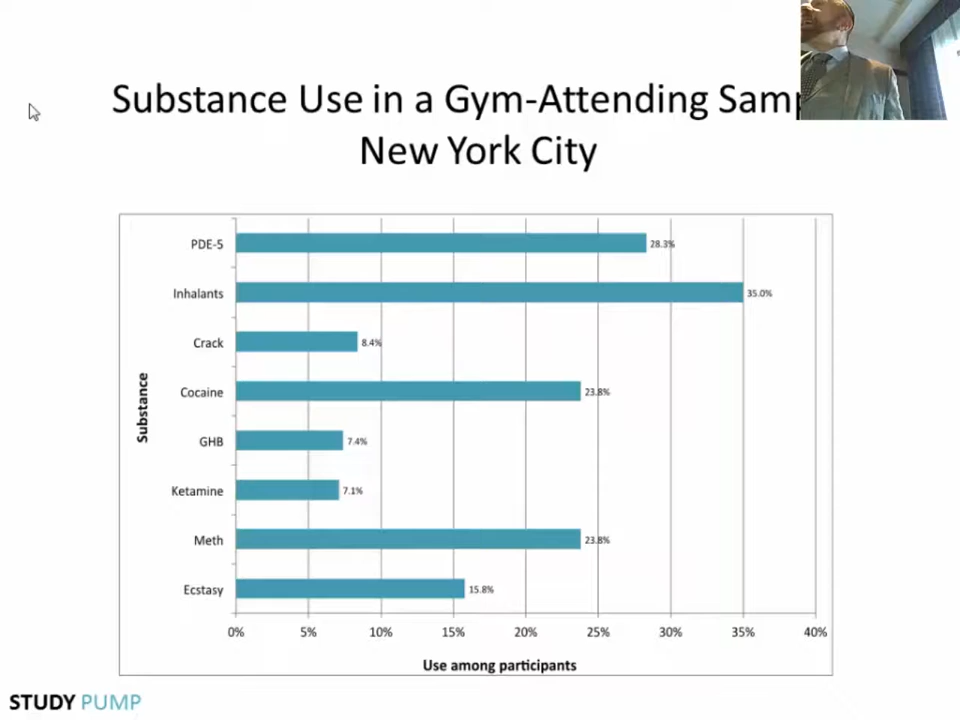 Substance Use in a Gym-Attending
New York City
PDE-5 28.3%
Inhalants 35.0%
Crack 8.4%
Cocaine 23.8%
GHB 7.4%
Ketamine 7.1%
Meth 23.8%
Ecstasy 15.8%
Substance
0% 5% 10% 15% 20% 25% 30% 35% 40%
Use among participants
STUDY PUMP